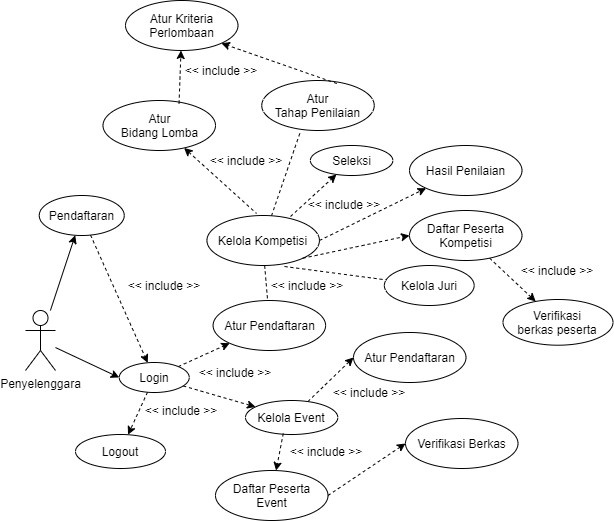 Atur Kriteria
Perlombaan
<< include >>
Atur
Bidang Lomba
Atur
Tahap Penilaian
<< include >>
Seleksi
Hasil Penilaian
<< include >>
Pendaftaran
Kelola Kompetisi
Daftar Peserta
Kompetisi
<< include >>
<< include >>
<< include >>
Kelola Juri
Atur Pendaftaran
Verifikasi
berkas peserta
Penyelenggara
Login
<< include >>
Atur Pendaftaran
<< include >>
<< include >>
Kelola Event
Logout
<< include >>
Verifikasi Berkas
Daftar Peserta
Event